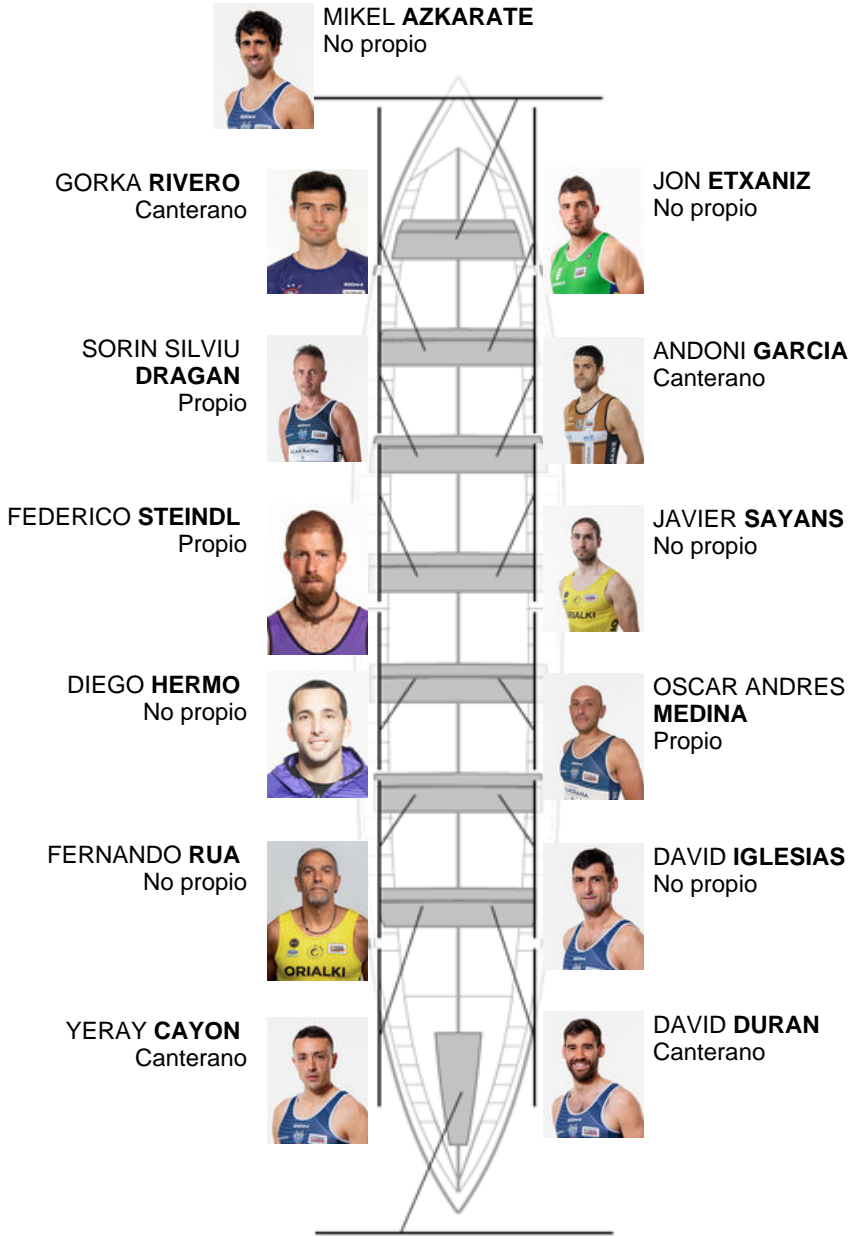 MIKEL AZKARATE
No propio
GORKA RIVERO
Canterano
JON ETXANIZ
No propio
SORIN SILVIU
DRAGAN
Propio
ANDONI GARCIA
Canterano
FEDERICO STEINDL
Propio
JAVIER SAYANS
No propio
ORIALKI
DIEGO HERMO
No propio
OSCAR ANDRES
MEDINA
Propio
FERNANDO RUA
No propio
ORIALKI
DAVID IGLESIAS
No propio
YERAY CAYON
Canterano
DAVID DURAN
Canterano